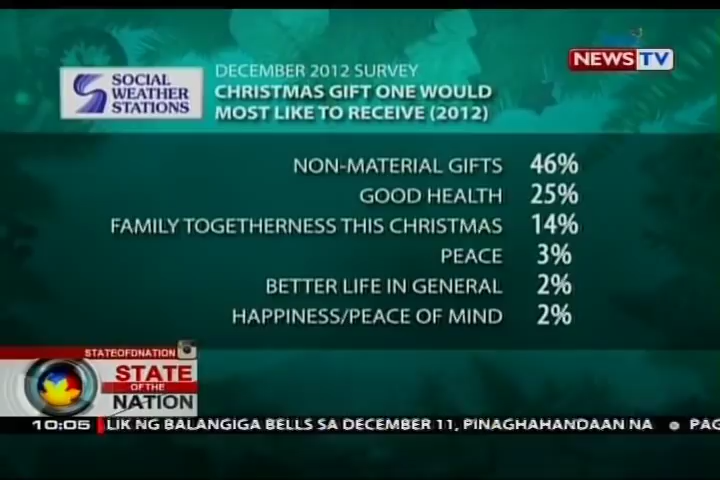 NEWS TV
SOCIAL
WEATHER
STATIONS
DECEMBER 2012 SURVEY
CHRISTMAS GIFT ONE WOULD
MOST LIKE TO RECEIVE (2012)
NON-MATERIAL GIFTS 46%
GOOD HEALTH 25%
FAMILY TOGETHERNESS THIS CHRISTMAS 14%
PEACE 3%
BETTER LIFE IN GENERAL 2%
HAPPINESS/PEACE OF MIND 2%
STATEOFDNATION
STATE
OF THE
NATION
10:05 LIK NG BALANGIGA BELLS SA DECEMBER 11, PINAGHAHANDAAN NA ● PAG